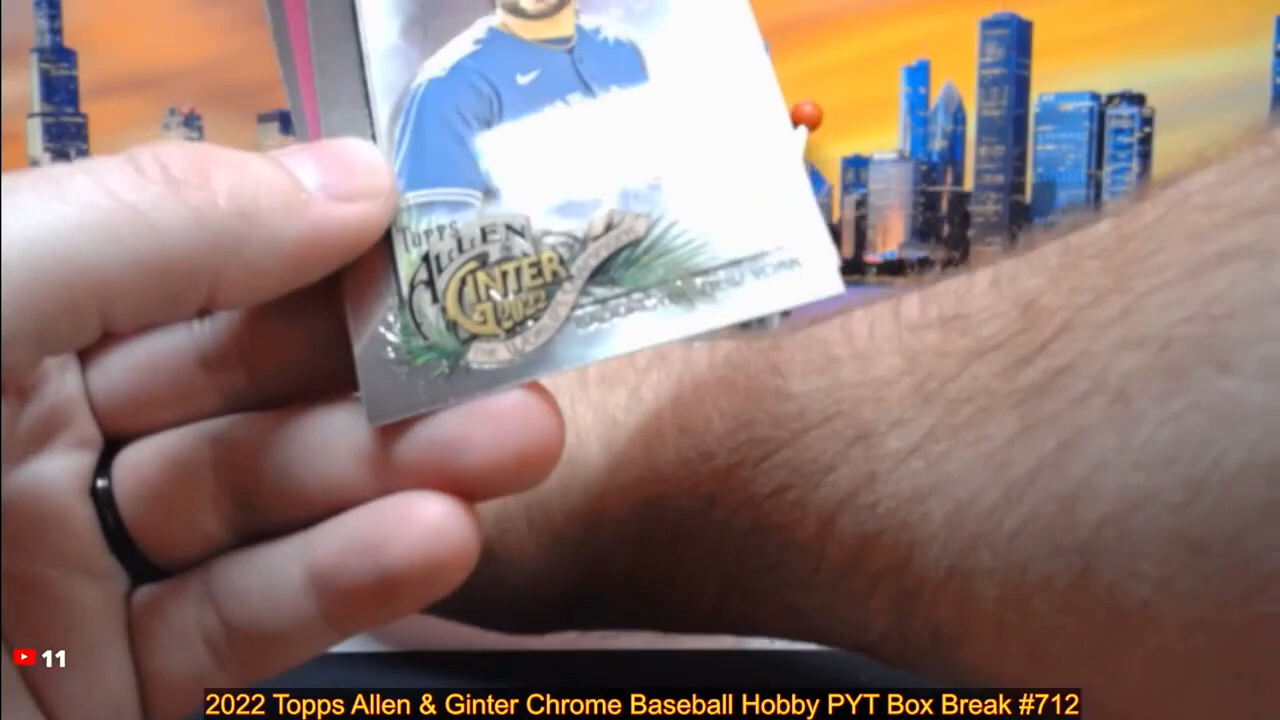 TOPPS
ALLEN
GINTER
2022
11
2022 Topps Allen & Ginter Chrome Baseball Hobby PYT Box Break #712